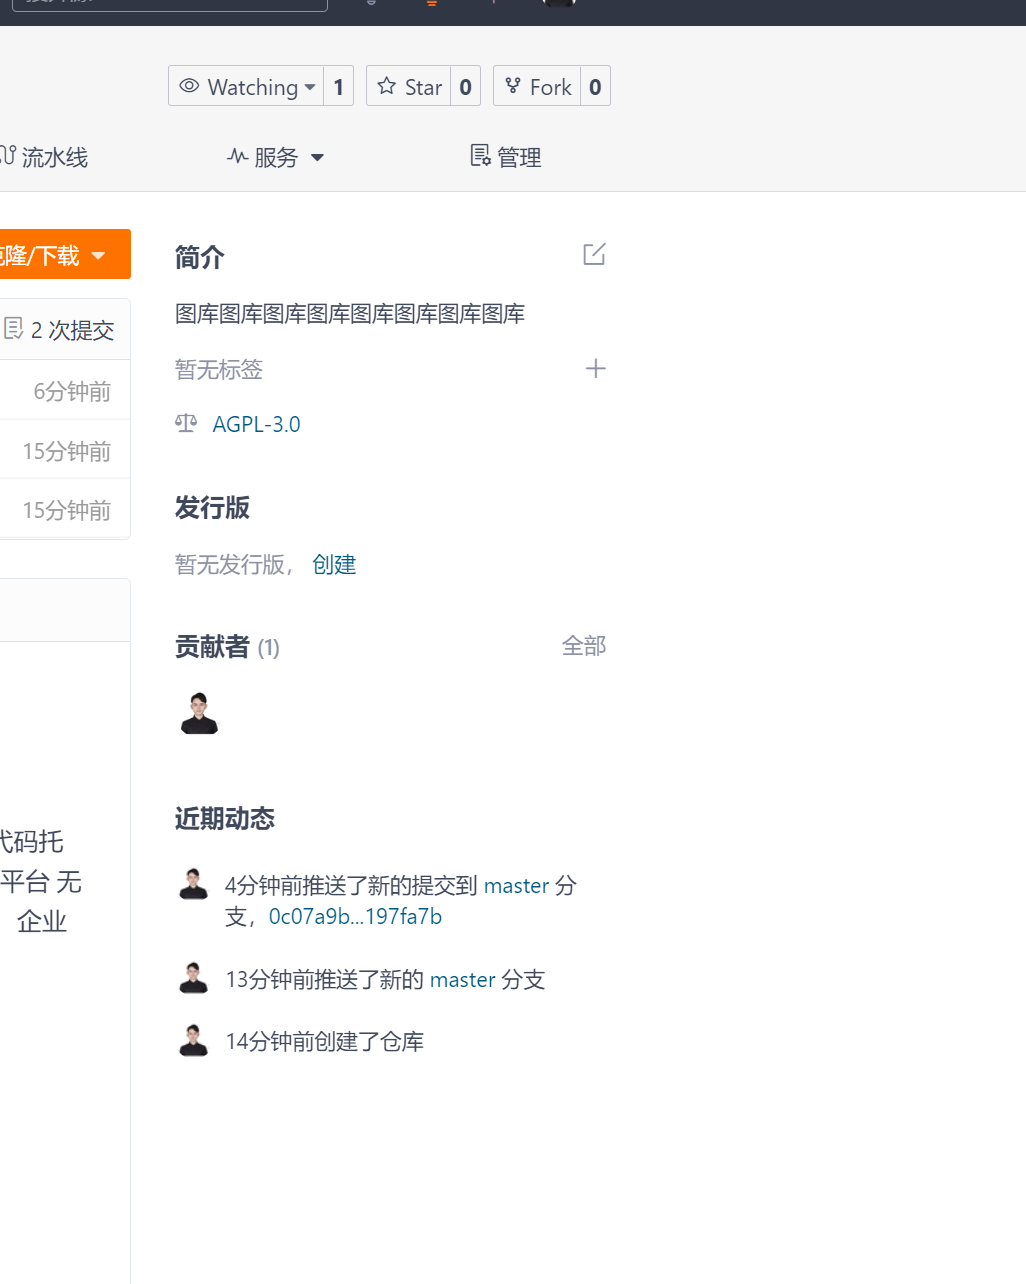 Watching 1 Star 0 Fork 0
流水线 服务 管理
隆/下载
简介
图库图库图库图库图库图库图库图库
2 次提交
暂无标签
6分钟前
AGPL-3.0
15分钟前
15分钟前
发行版
暂无发行版， 创建
贡献者 (1) 全部
近期动态
代码托
平台 无
企业
4分钟前推送了新的提交到 master 分
支，0c07a9b...197fa7b
13分钟前推送了新的 master 分支
14分钟前创建了仓库